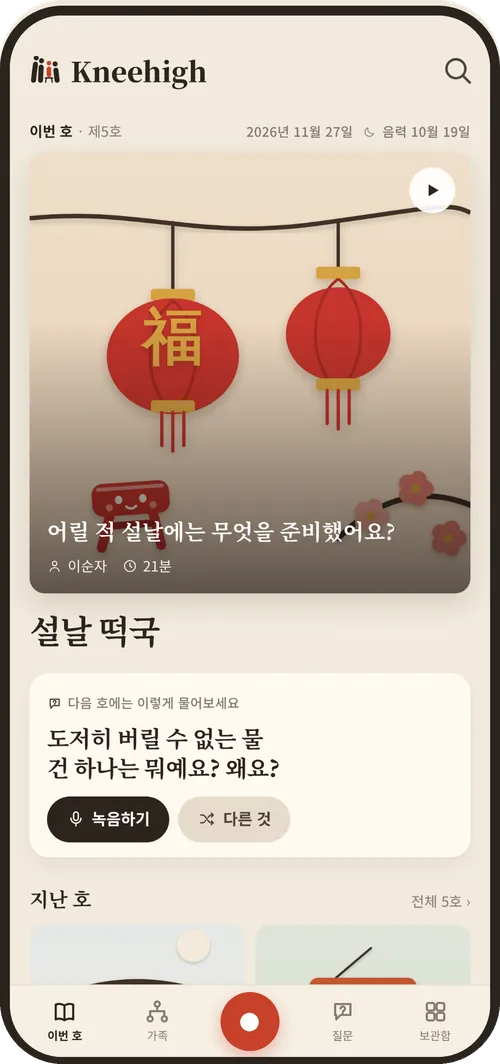 Kneehigh
이번 호 · 제5호
2026년 11월 27일 음력 10월 19일
福
어릴 적 설날에는 무엇을 준비했어요?
이순자 21분
설날 떡국
다음 호에는 이렇게 물어보세요
도저히 버릴 수 없는 물
건 하나는 뭐예요? 왜요?
녹음하기 다른 것
지난 호
전체 5호 ›
이번 호 가족 질문 보관함